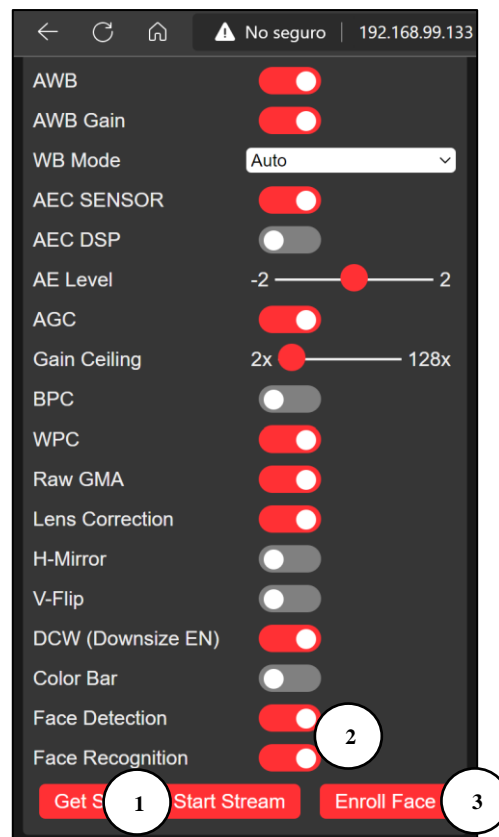 No seguro | 192.168.99.133
AWB
AWB Gain
WB Mode Auto
AEC SENSOR
AEC DSP
AE Level -2 2
AGC
Gain Ceiling 2x 128x
BPC
WPC
Raw GMA
Lens Correction
H-Mirror
V-Flip
DCW (Downsize EN)
Color Bar
Face Detection
2
Face Recognition
Get 1 Start Stream Enroll Face 3